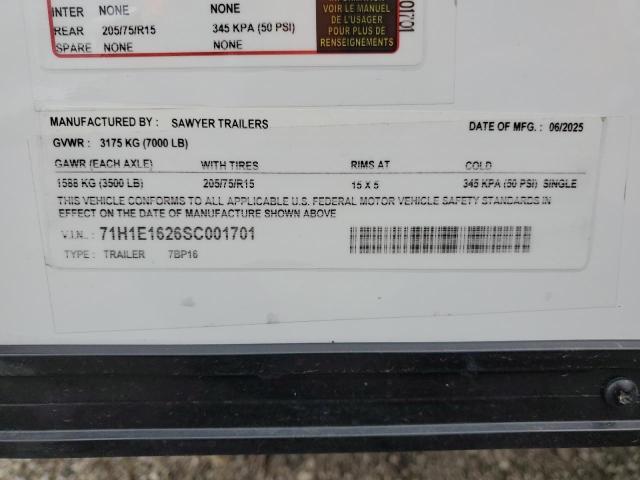 INTER NONE NONE
REAR 205/75/R15 345 KPA (50 PSI)
SPARE NONE NONE
INFORMATION
VOIR LE MANUEL
DE L'USAGER
POUR PLUS DE
RENSEIGNEMENTS
001701
MANUFACTURED BY : SAWYER TRAILERS DATE OF MFG. : 06/2025
GVWR : 3175 KG (7000 LB)
GAWR (EACH AXLE) WITH TIRES RIMS AT COLD
1588 KG (3500 LB) 205/75/R15 15 X 5 345 KPA (50 PSI) SINGLE
THIS VEHICLE CONFORMS TO ALL APPLICABLE U.S. FEDERAL MOTOR VEHICLE SAFETY STANDARDS IN
EFFECT ON THE DATE OF MANUFACTURE SHOWN ABOVE
V.I.N.: 71H1E1626SC001701
TYPE : TRAILER 7BP16